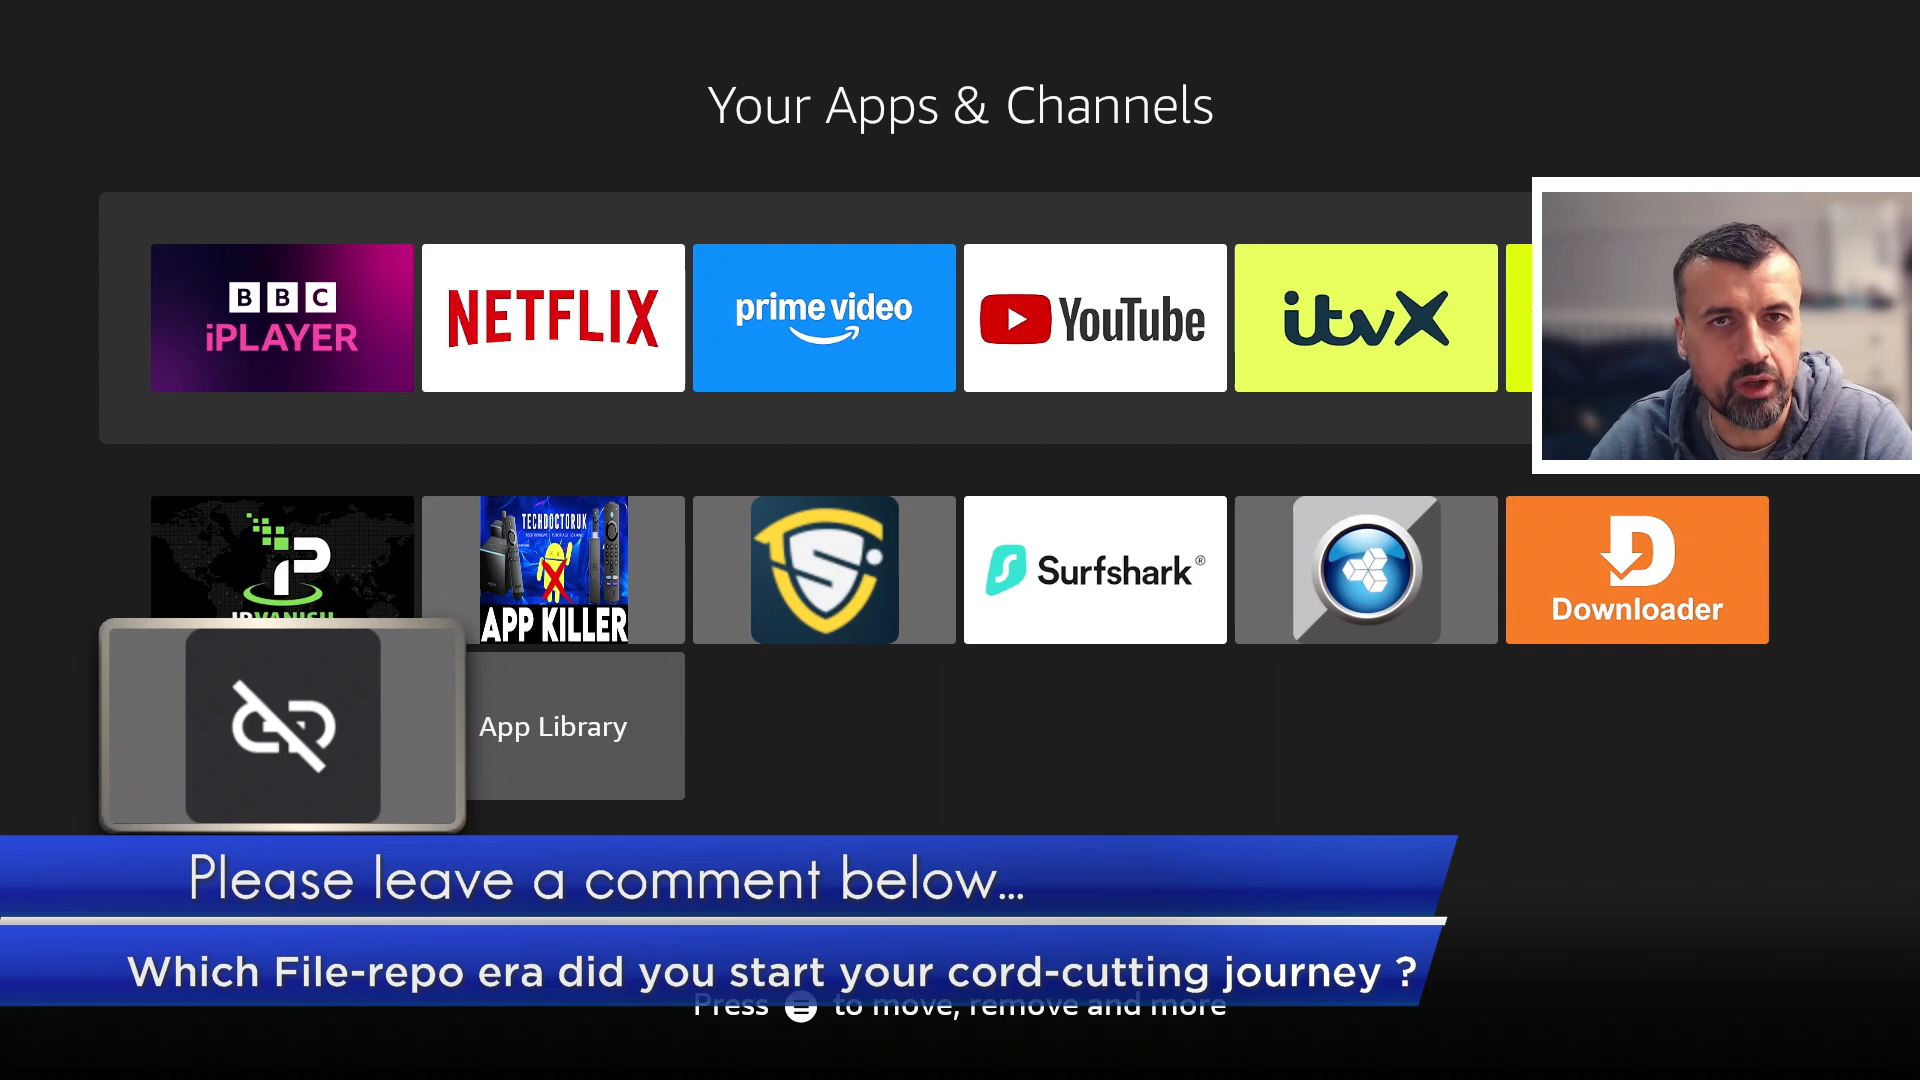 Your Apps & Channels
BBC
iPLAYER
NETFLIX
prime video
YouTube
itvX
IPVANISH
TECHDOCTORUK
APP KILLER
Surfshark®
Downloader
App Library
Please leave a comment below...
Which File-repo era did you start your cord-cutting journey ?
Press to move, remove and more